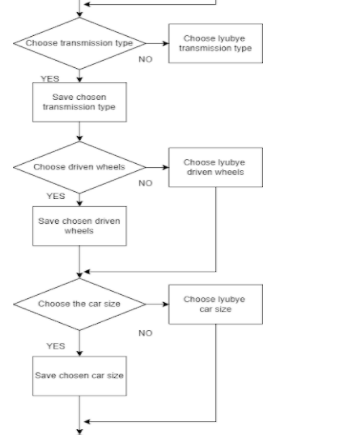 Choose transmission type
Choose lyubye
transmission type
NO
YES
Save chosen
transmission type
Choose driven wheels
Choose lyubye
driven wheels
NO
YES
Save chosen driven
wheels
Choose the car size
Choose lyubye
car size
NO
YES
Save chosen car size